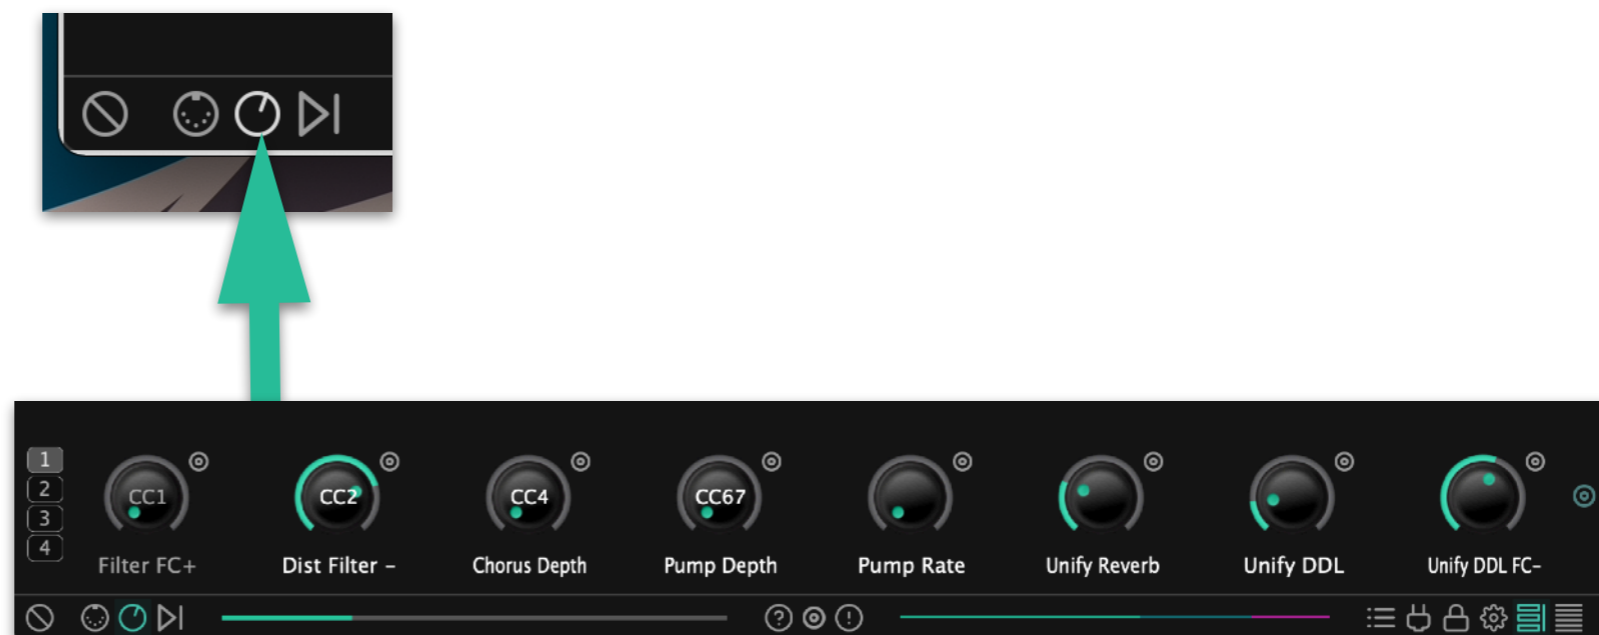 1
2
3
4
CC1 CC2 CC4 CC67
Filter FC+ Dist Filter – Chorus Depth Pump Depth Pump Rate Unify Reverb Unify DDL Unify DDL FC–